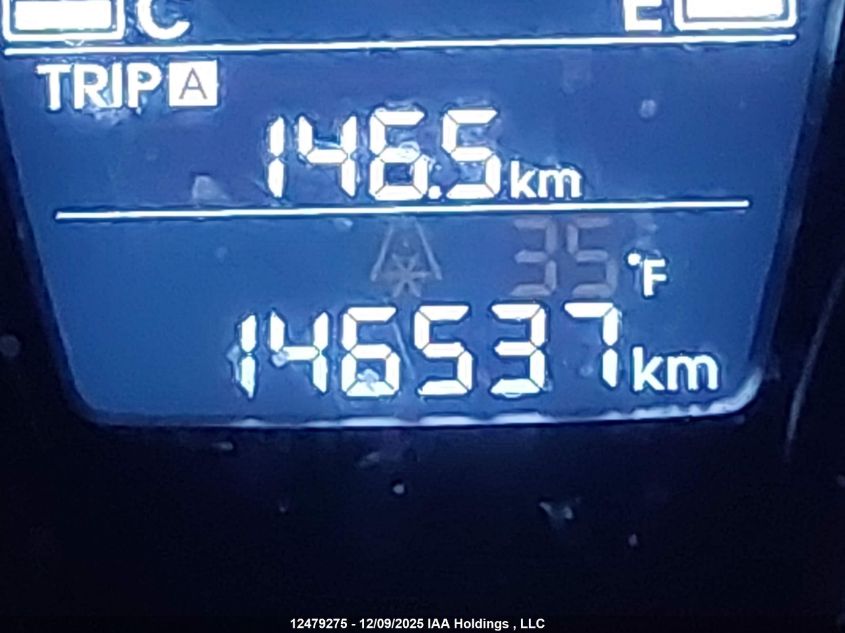 C E
TRIP A
146.5 km
35 °F
146537 km
12479275 - 12/09/2025 IAA Holdings , LLC